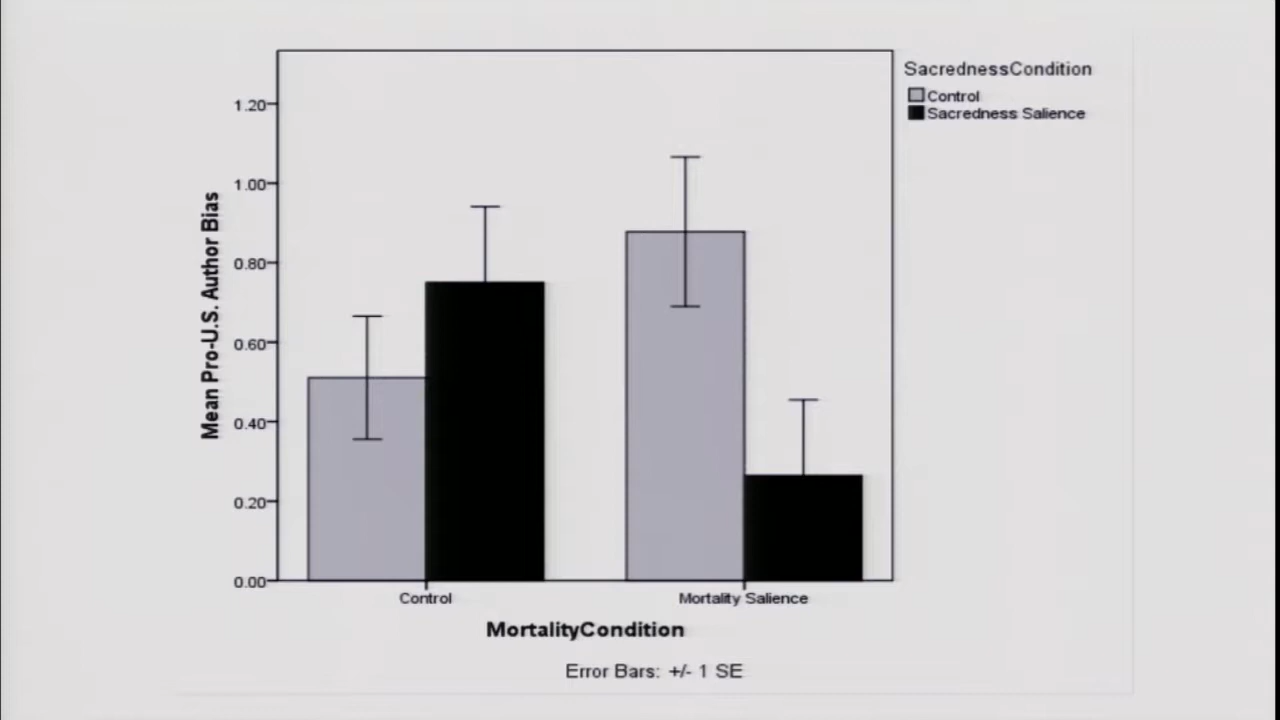 SacrednessCondition
Control
Sacredness Salience
Mean Pro-U.S. Author Bias
1.20
1.00
0.80
0.60
0.40
0.20
0.00
Control
Mortality Salience
MortalityCondition
Error Bars: +/- 1 SE